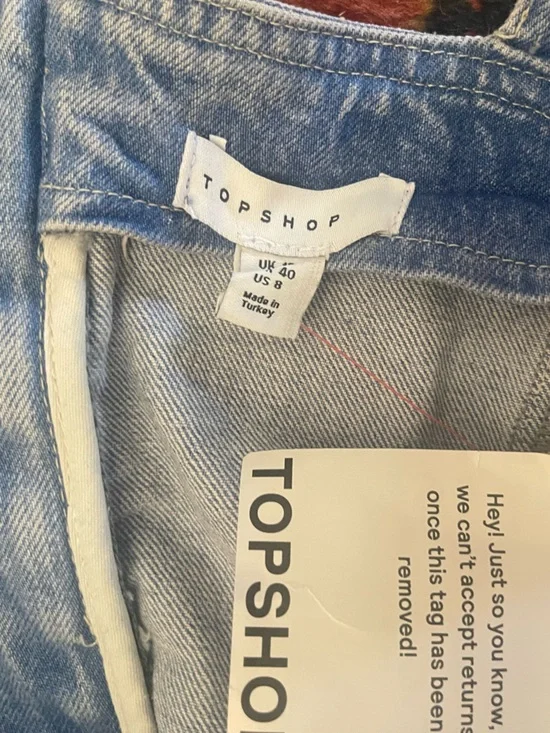 TOPSHOP
UK 40
US 8
Made in
Turkey
TOPSHO
Hey! Just so you know,
we can't accept returns
once this tag has been
removed!